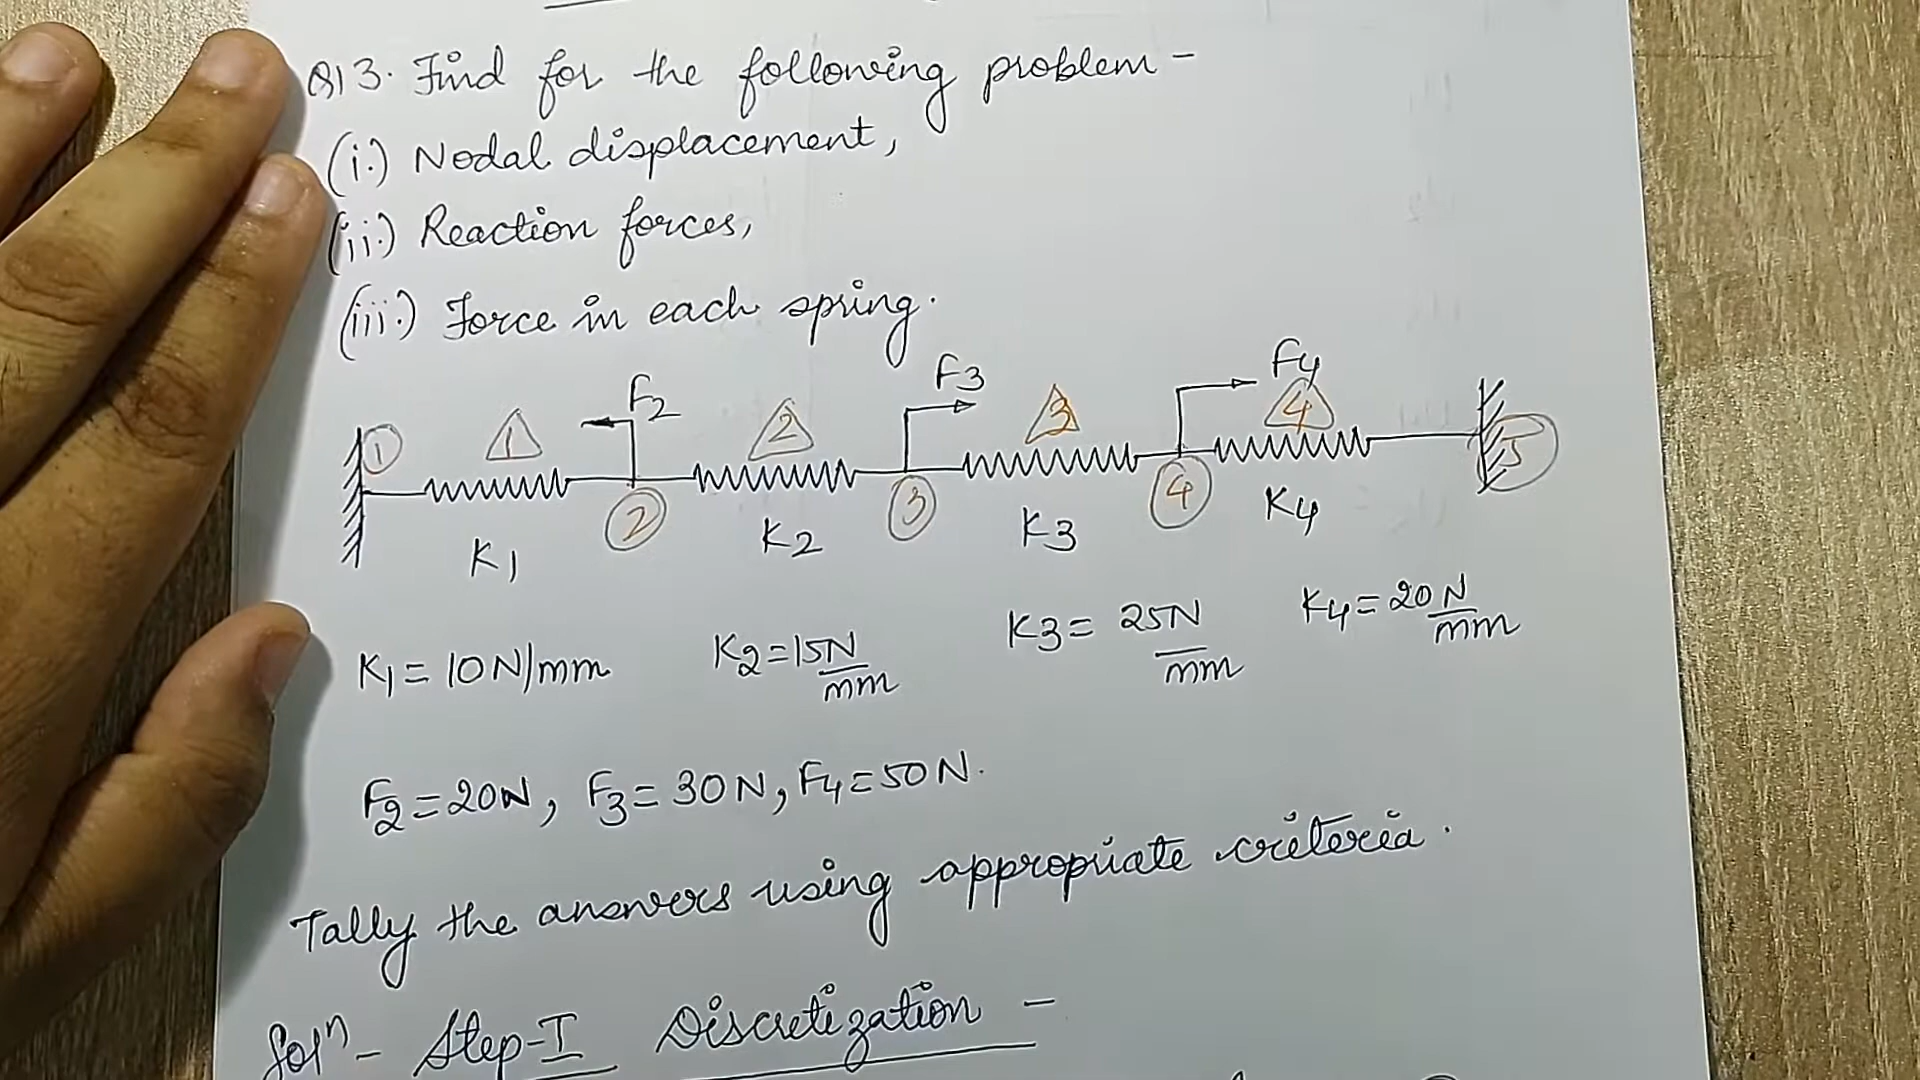 Q13. Find for the following problem -
(i.) Nodal displacement,
(ii.) Reaction forces,
(iii.) Force in each spring.
F2 F3 F4
1 1 2 3 4 5
2 3 4
K1 K2 K3 K4
K1 = 10 N/mm K2 = 15 N/mm K3 = 25 N/mm K4 = 20 N/mm
F2 = 20N, F3 = 30N, F4 = 50N.
Tally the answers using appropriate criteria.
Solⁿ - Step-I Discretization -